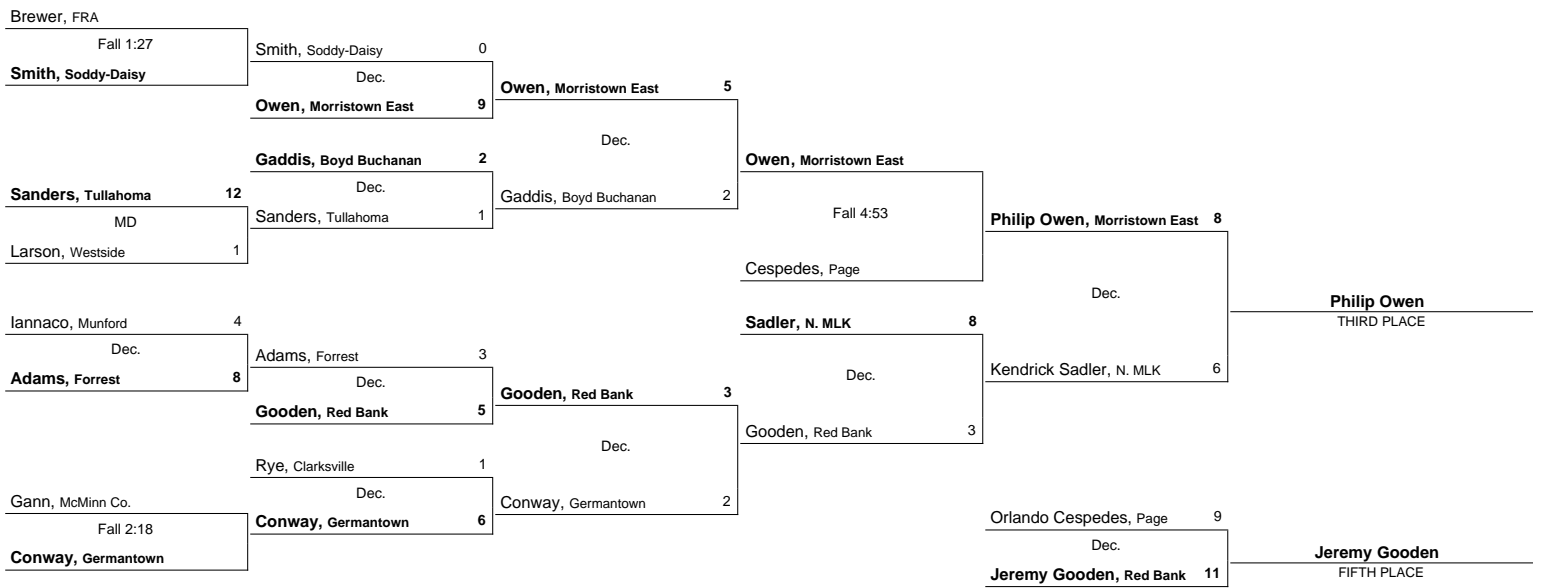 Brewer, FRA
Fall 1:27
Smith, Soddy-Daisy
Sanders, Tullahoma 12
MD
Larson, Westside 1
Iannaco, Munford 4
Dec.
Adams, Forrest 8
Gann, McMinn Co.
Fall 2:18
Conway, Germantown
Smith, Soddy-Daisy 0
Dec.
Owen, Morristown East 9
Gaddis, Boyd Buchanan 2
Dec.
Sanders, Tullahoma 1
Adams, Forrest 3
Dec.
Gooden, Red Bank 5
Rye, Clarksville 1
Dec.
Conway, Germantown 6
Owen, Morristown East 5
Dec.
Gaddis, Boyd Buchanan 2
Gooden, Red Bank 3
Dec.
Conway, Germantown 2
Owen, Morristown East
Fall 4:53
Cespedes, Page
Sadler, N. MLK 8
Dec.
Gooden, Red Bank 3
Philip Owen, Morristown East 8
Dec.
Kendrick Sadler, N. MLK 6
Philip Owen
THIRD PLACE
Orlando Cespedes, Page 9
Dec.
Jeremy Gooden, Red Bank 11
Jeremy Gooden
FIFTH PLACE